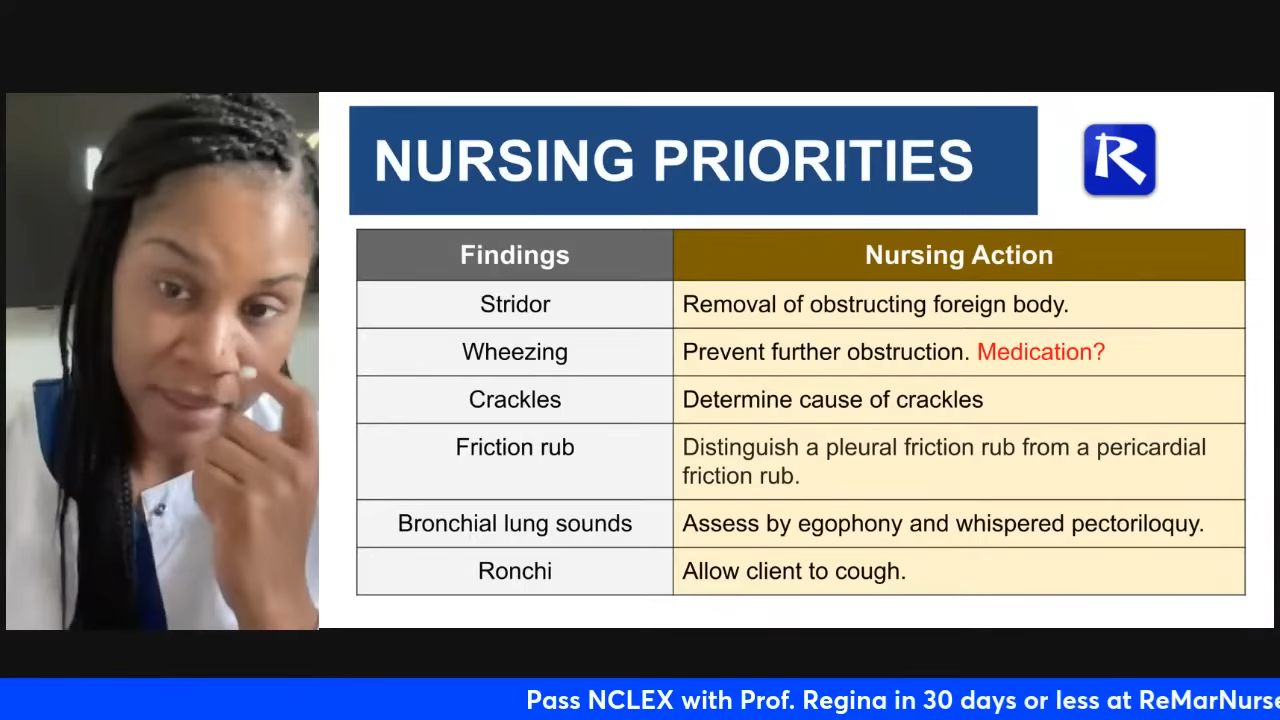 NURSING PRIORITIES
R
Findings
Nursing Action
Stridor
Removal of obstructing foreign body.
Wheezing
Prevent further obstruction. Medication?
Crackles
Determine cause of crackles
Friction rub
Distinguish a pleural friction rub from a pericardial
friction rub.
Bronchial lung sounds
Assess by egophony and whispered pectoriloquy.
Ronchi
Allow client to cough.
Pass NCLEX with Prof. Regina in 30 days or less at ReMarNurs